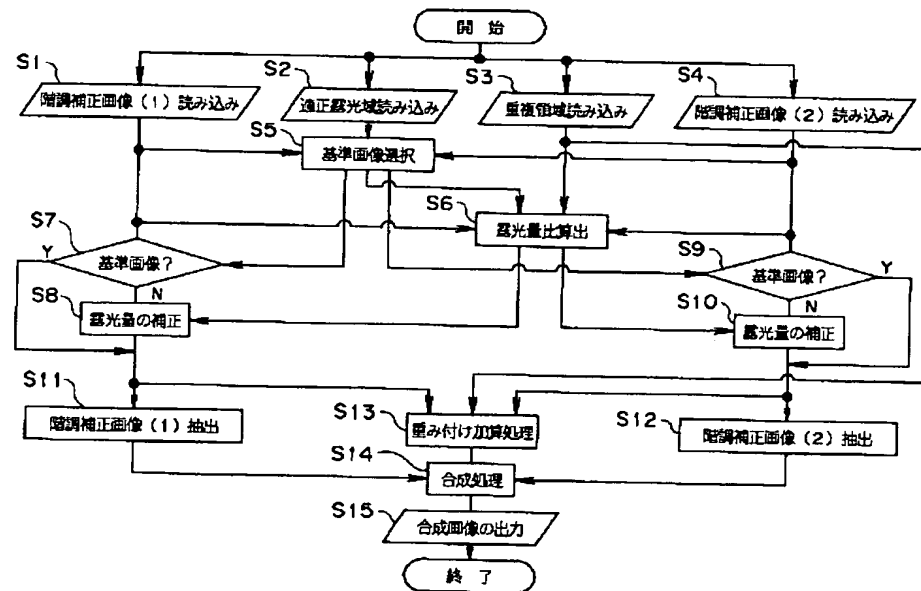 開 始
S1
階調補正画像(1)読み込み
S2
適正露光域読み込み
S3
重複領域読み込み
S4
階調補正画像(2)読み込み
S5
基準画像選択
S6
露光量比算出
S7
基準画像?
Y
N
S8
露光量の補正
S9
基準画像?
Y
N
S10
露光量の補正
S11
階調補正画像(1)抽出
S13
重み付け加算処理
S12
階調補正画像(2)抽出
S14
合成処理
S15
合成画像の出力
終 了